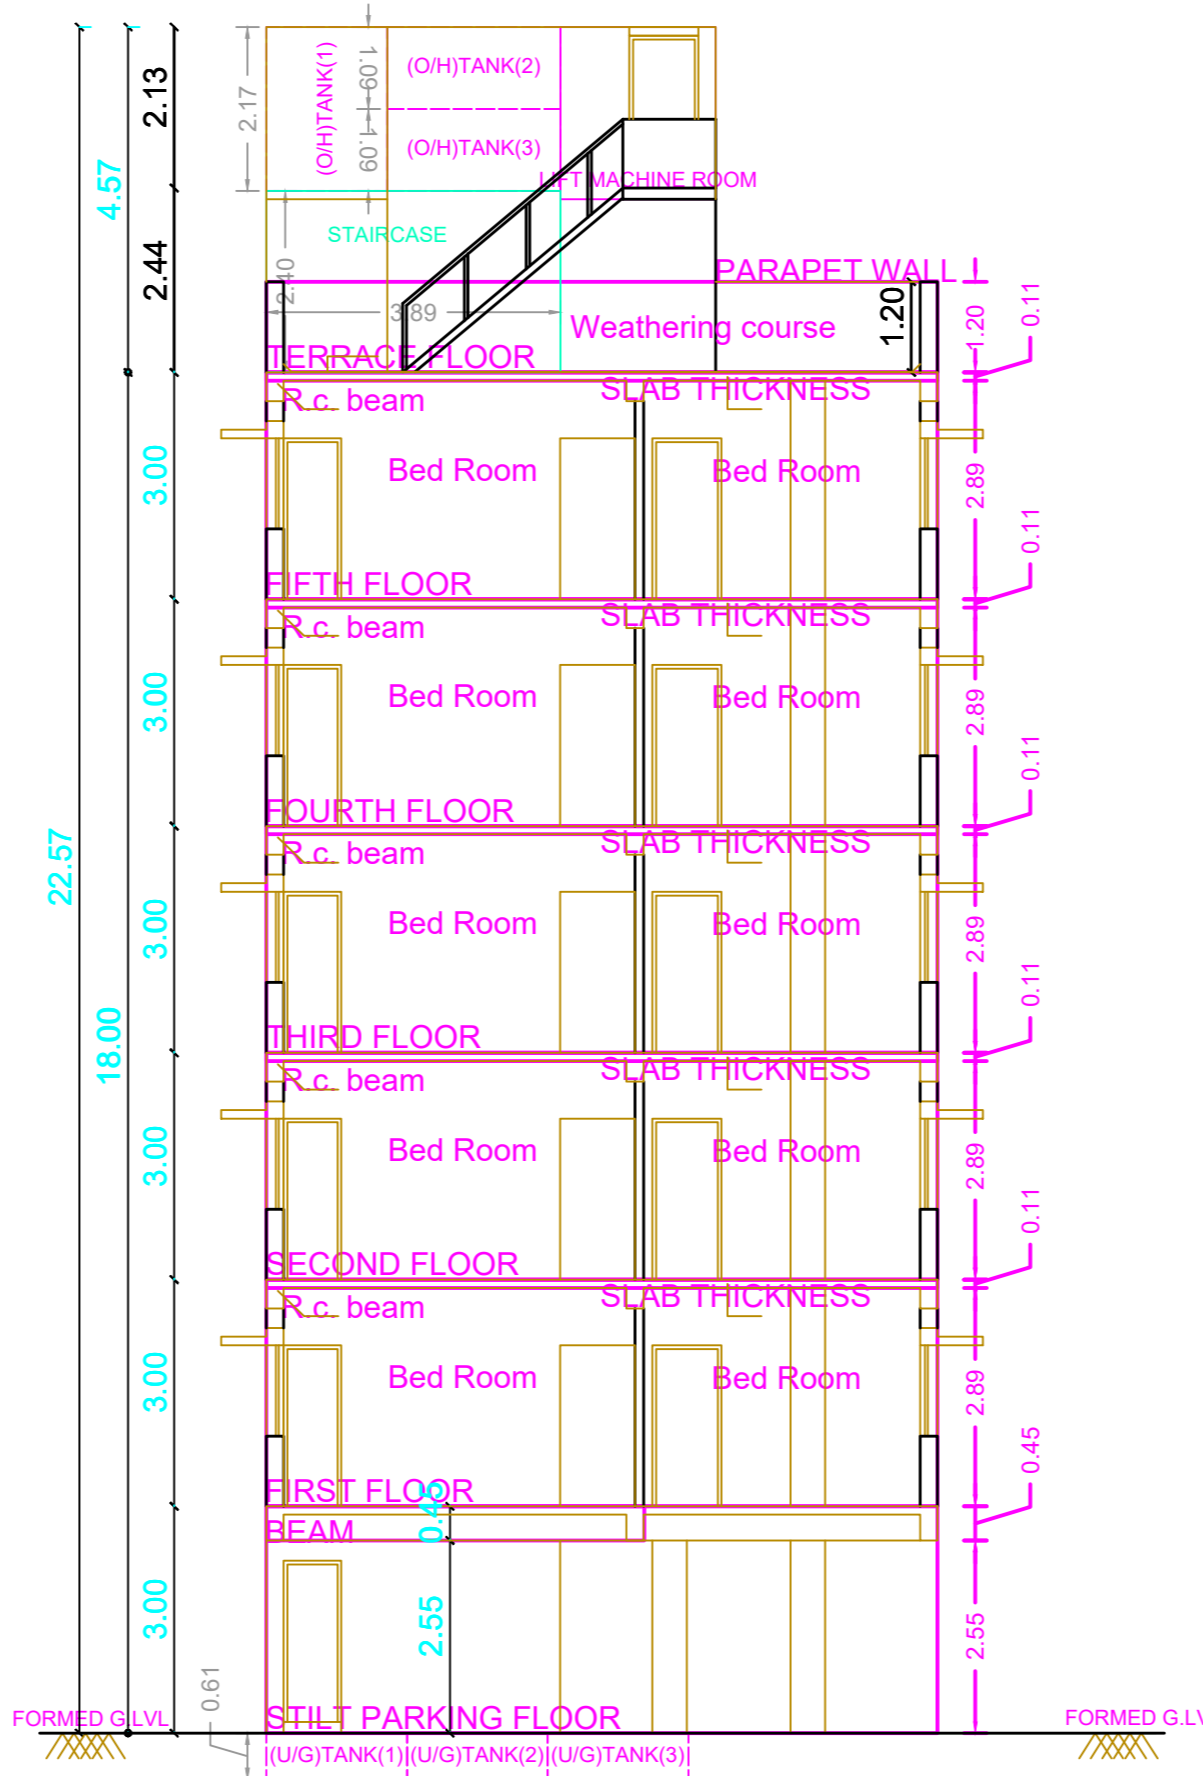 (O/H)TANK(1)
1.09
(O/H)TANK(2)
2.13
2.17
1.09
(O/H)TANK(3)
4.57
LIFT MACHINE ROOM
STAIRCASE
2.44
2.40
PARAPET WALL
3.89
Weathering course
1.20
1.20
0.11
TERRACE FLOOR
SLAB THICKNESS
R.c. beam
3.00
Bed Room
Bed Room
2.89
0.11
FIFTH FLOOR
SLAB THICKNESS
R.c. beam
3.00
Bed Room
Bed Room
2.89
0.11
FOURTH FLOOR
SLAB THICKNESS
R.c. beam
22.57
3.00
Bed Room
Bed Room
2.89
0.11
THIRD FLOOR
18.00
SLAB THICKNESS
R.c. beam
3.00
Bed Room
Bed Room
2.89
0.11
SECOND FLOOR
SLAB THICKNESS
R.c. beam
3.00
Bed Room
Bed Room
2.89
0.45
FIRST FLOOR
0.45
BEAM
3.00
2.55
2.55
0.61
STILT PARKING FLOOR
FORMED G.LVL
FORMED G.LV
(U/G)TANK(1)
(U/G)TANK(2)
(U/G)TANK(3)